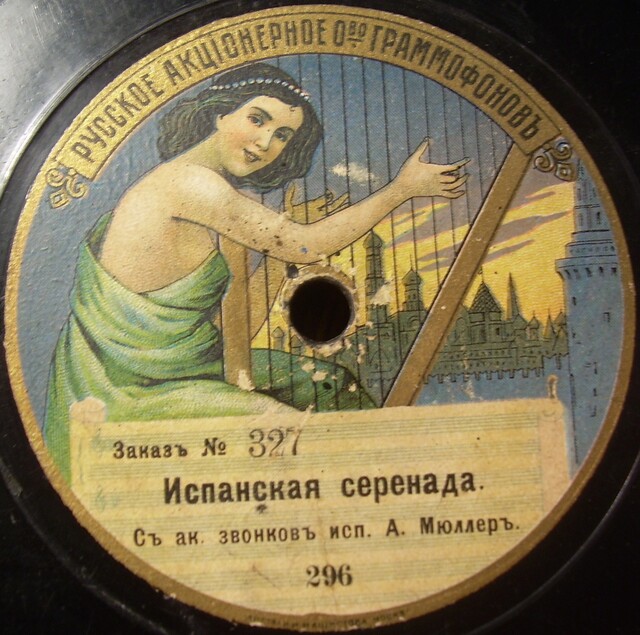 РУССКОЕ АКЦIОНЕРНОЕ О-ВО ГРАММОФОНОВЪ
Заказъ № 327
Испанская серенада.
Съ ак. звонковъ исп. А. Мюллеръ.
296